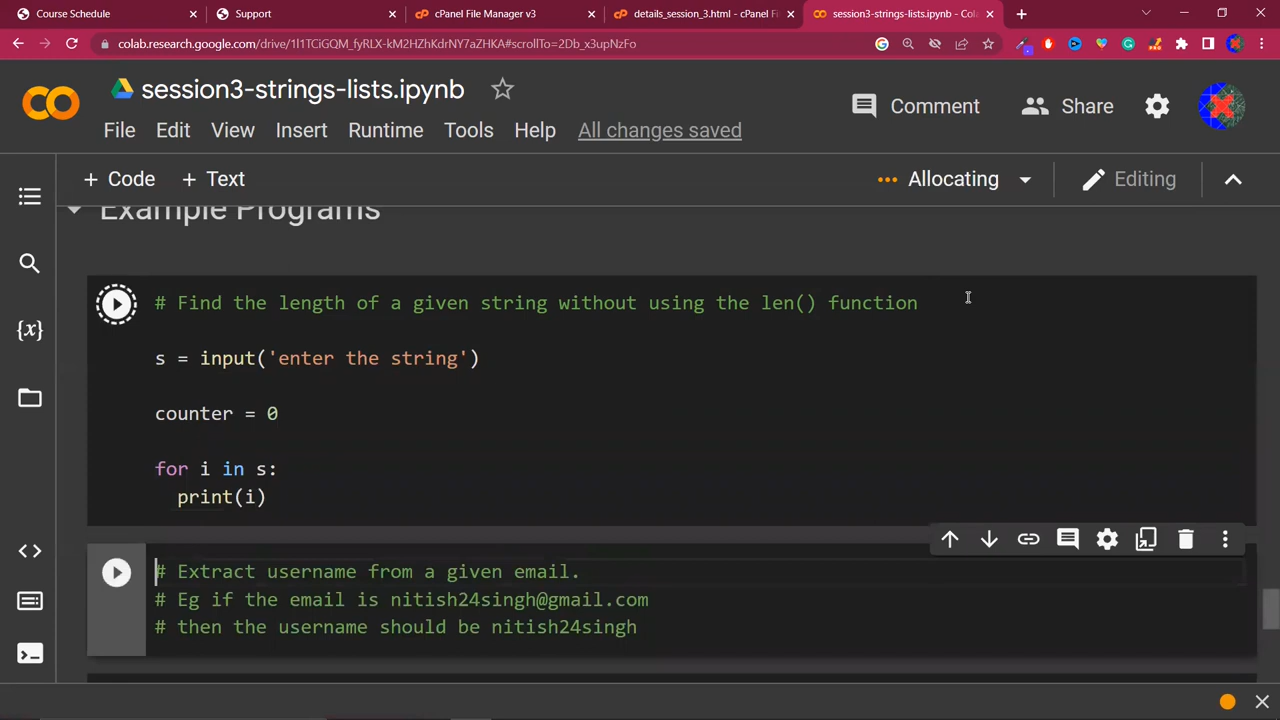 Course Schedule
Support
cPanel File Manager v3
details_session_3.html - cPanel Fi
session3-strings-lists.ipynb - Cola
colab.research.google.com/drive/1l1TCiGQM_fyRLX-kM2HZhKdrNY7aZHKA#scrollTo=2Db_x3upNzFo
session3-strings-lists.ipynb
Comment
Share
File
Edit
View
Insert
Runtime
Tools
Help
All changes saved
+ Code
+ Text
Allocating
Editing
Example Programs
# Find the length of a given string without using the len() function
s = input('enter the string')
counter = 0
for i in s:
print(i)
# Extract username from a given email.
# Eg if the email is nitish24singh@gmail.com
# then the username should be nitish24singh